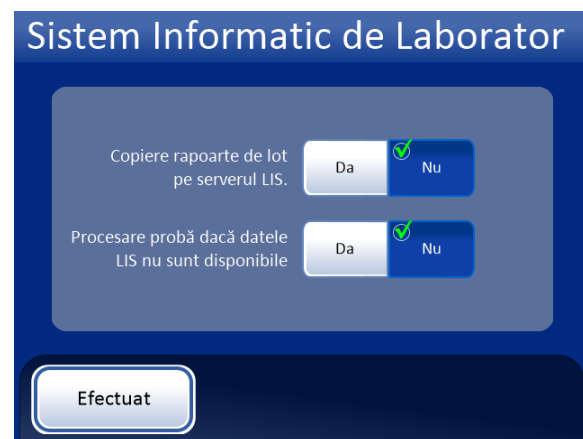 Sistem Informatic de Laborator
Copiere rapoarte de lot
pe serverul LIS.
Da
Nu
Procesare probă dacă datele
LIS nu sunt disponibile
Da
Nu
Efectuat